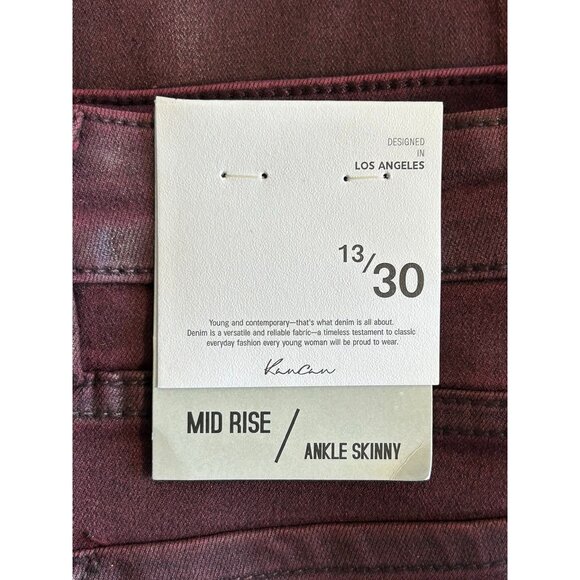 DESIGNED
IN
LOS ANGELES
13/30
Young and contemporary—that's what denim is all about.
Denim is a versatile and reliable fabric—a timeless testament to classic
everyday fashion every young woman will be proud to wear.
KanCan
MID RISE / ANKLE SKINNY